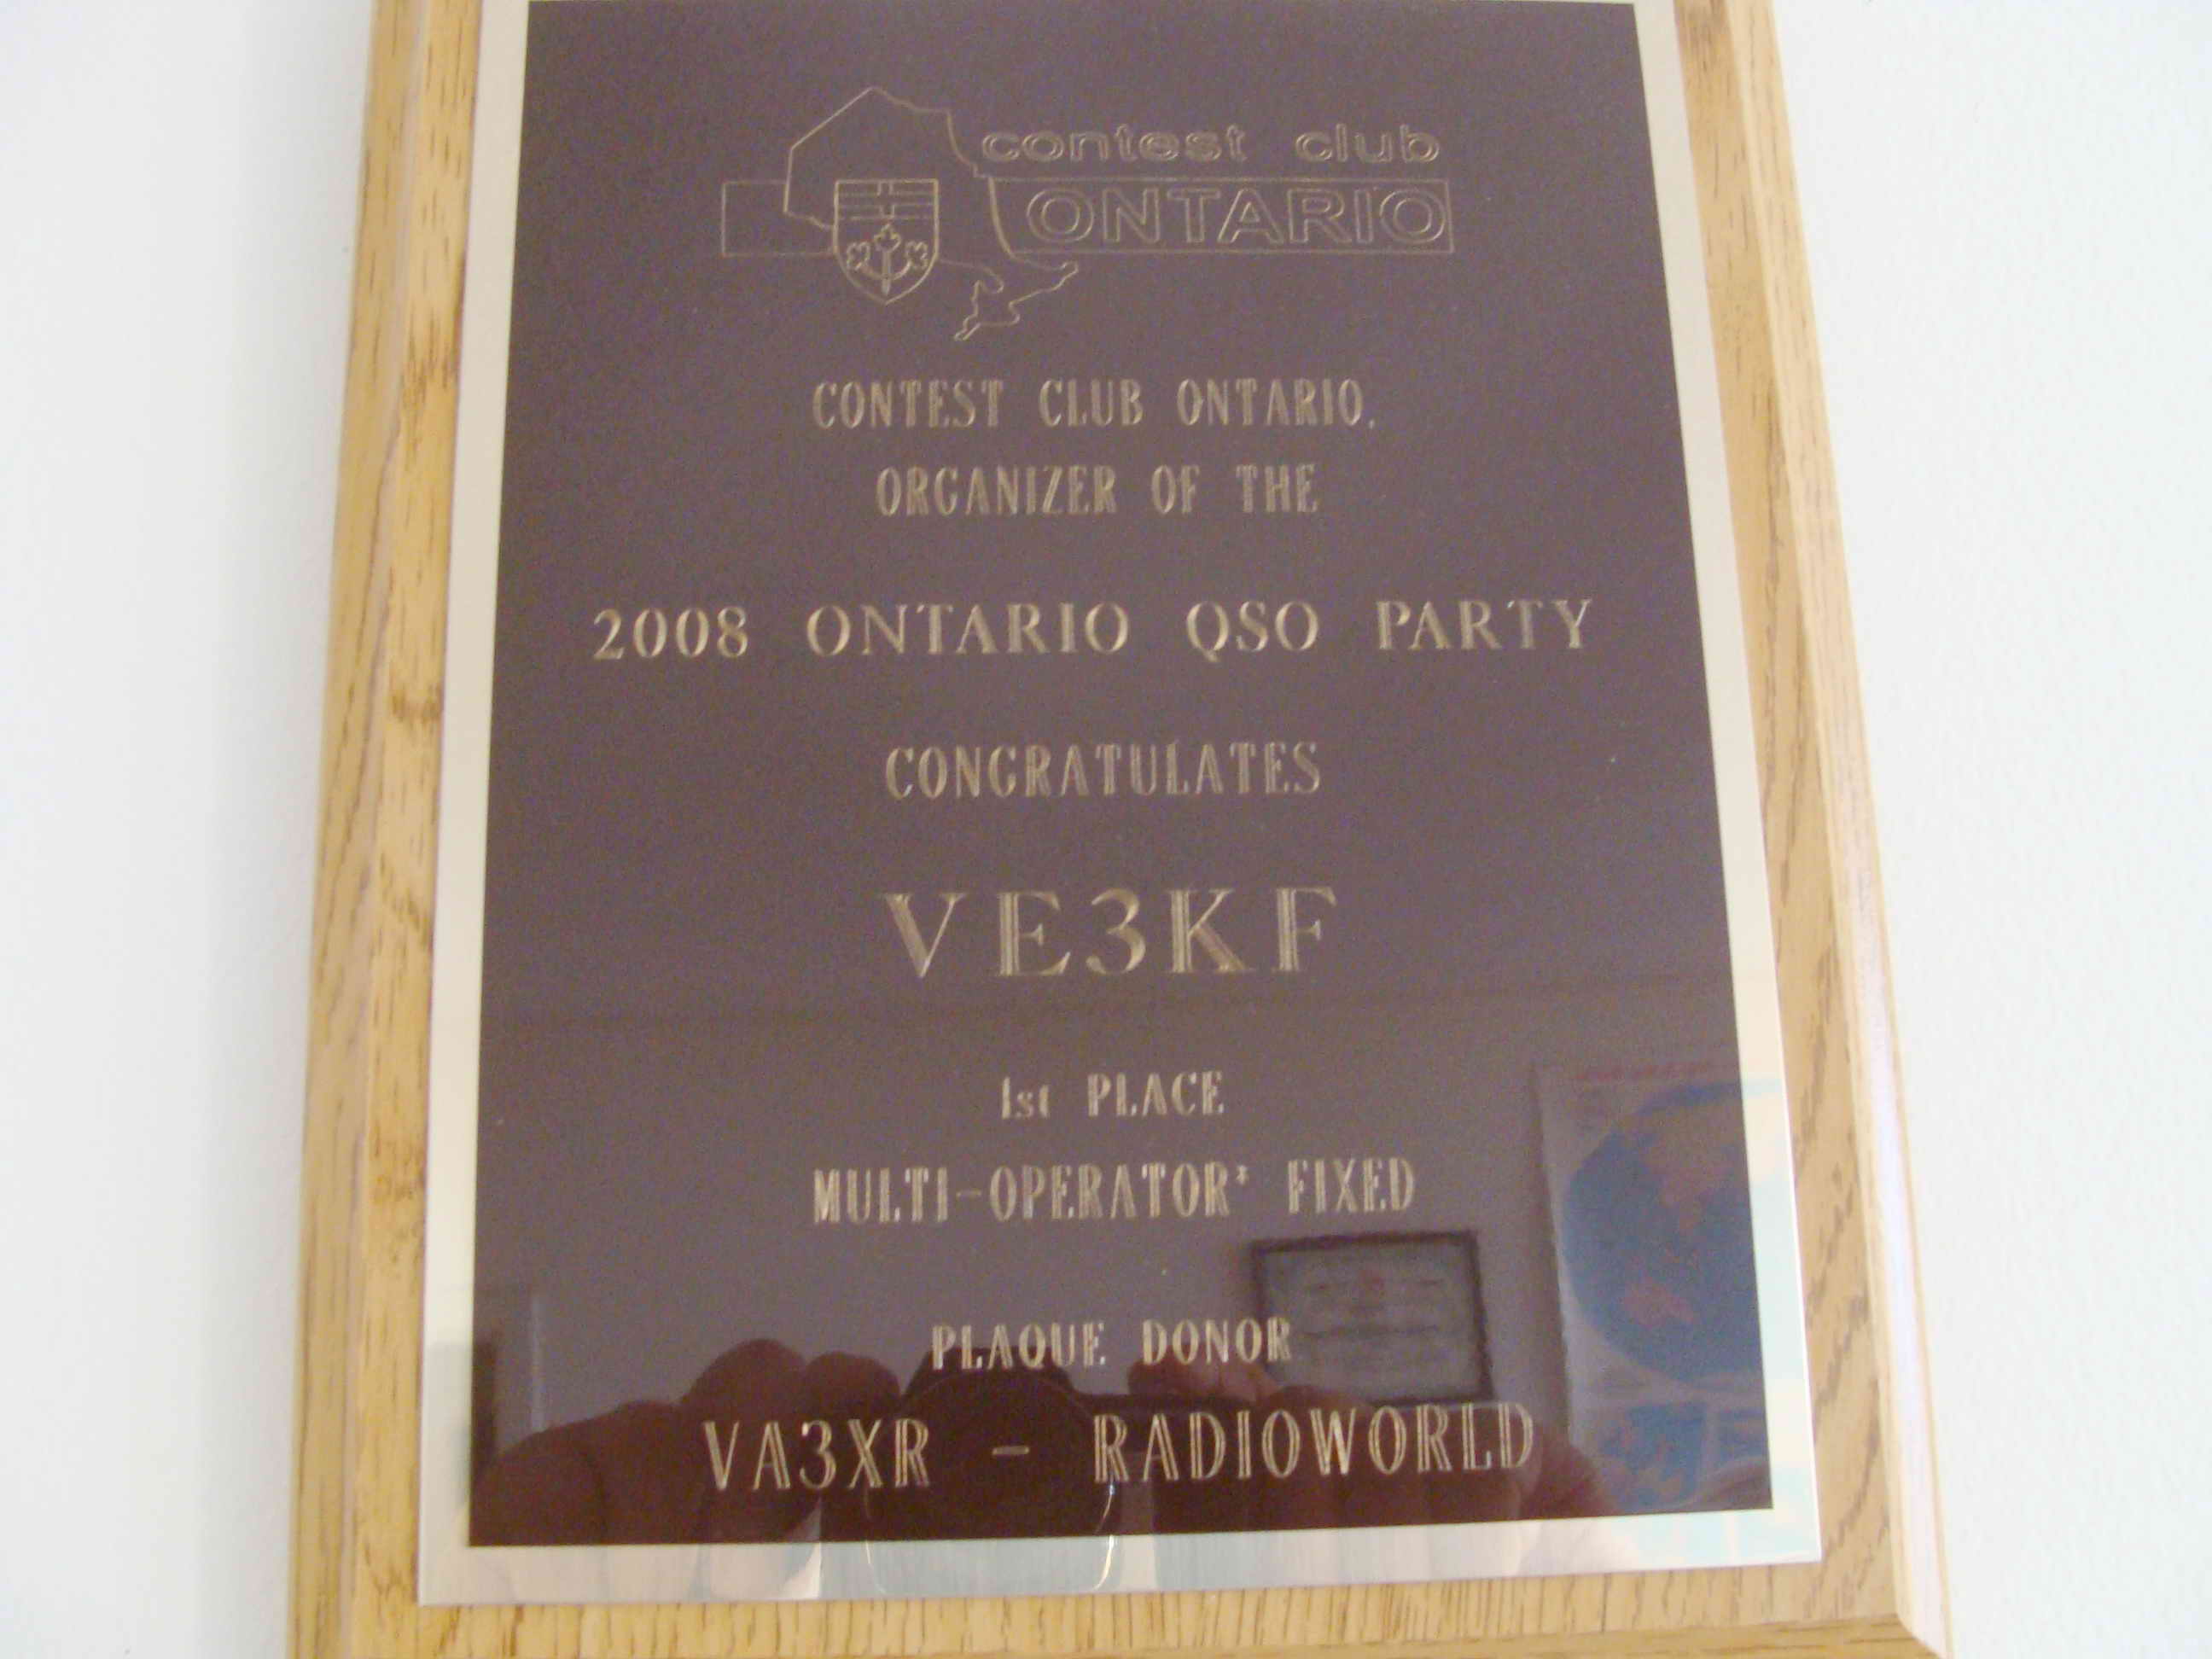 contest club
ONTARIO
CONTEST CLUB ONTARIO,
ORGANIZER OF THE
2008 ONTARIO QSO PARTY
CONGRATULATES
VE3KF
1st PLACE
MULTI-OPERATOR' FIXED
PLAQUE DONOR
VA3XR - RADIOWORLD